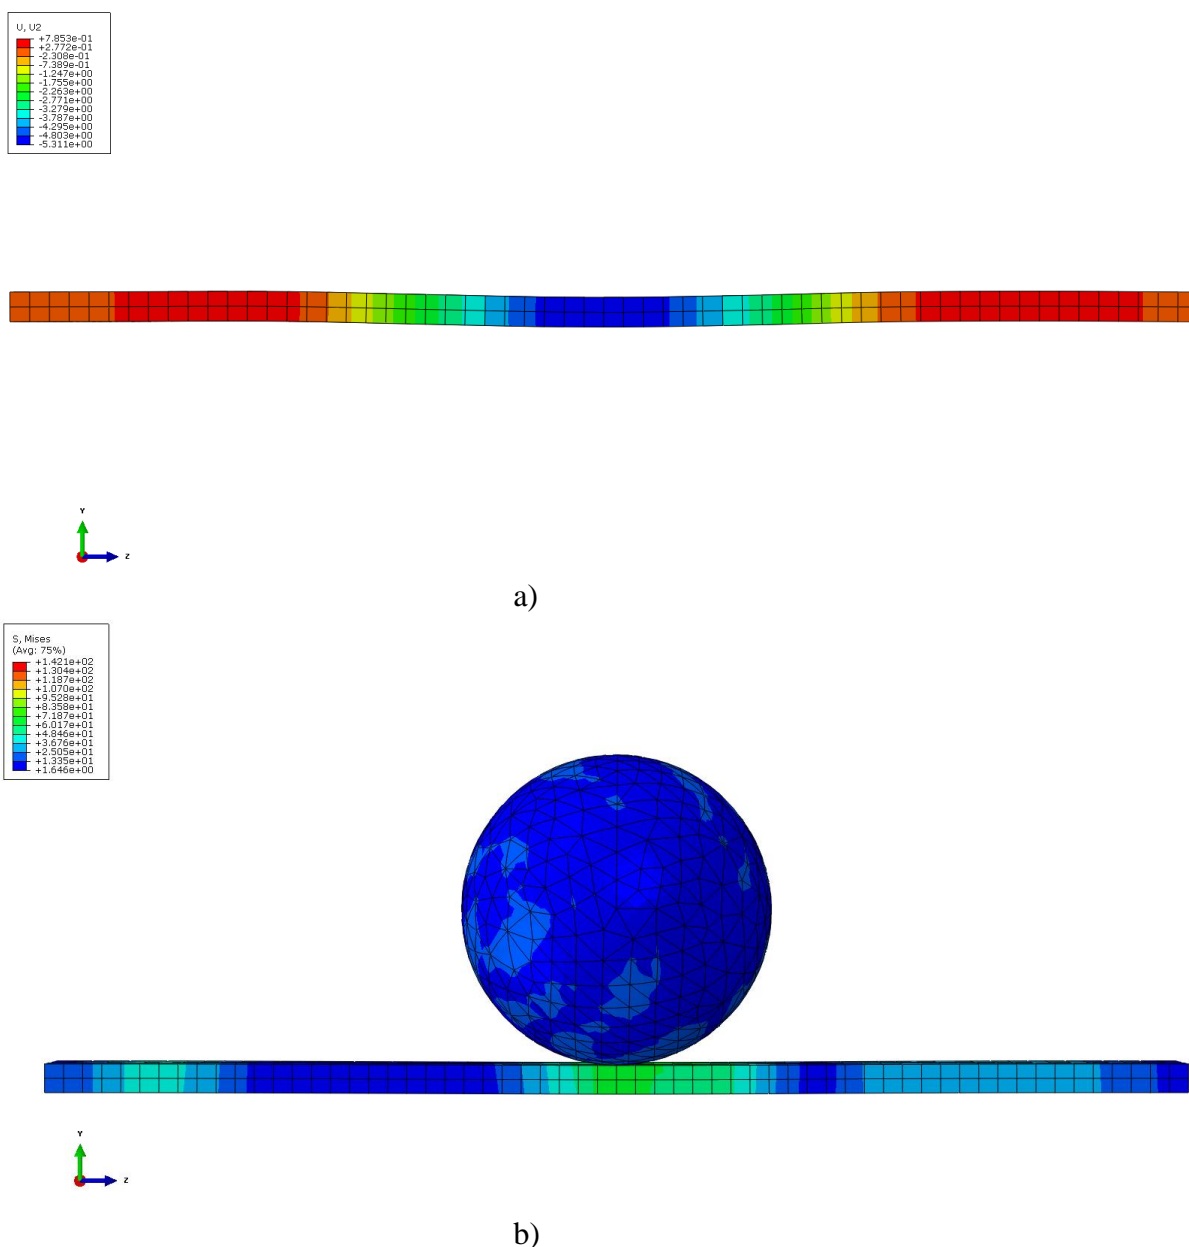 U, U2
+7.853e-01
+2.772e-01
-2.308e-01
-7.389e-01
-1.247e+00
-1.755e+00
-2.263e+00
-2.771e+00
-3.279e+00
-3.787e+00
-4.295e+00
-4.803e+00
-5.311e+00
Y
Z
a)
S, Mises
(Avg: 75%)
+1.421e+02
+1.304e+02
+1.187e+02
+1.070e+02
+9.528e+01
+8.358e+01
+7.187e+01
+6.017e+01
+4.846e+01
+3.676e+01
+2.505e+01
+1.335e+01
+1.646e+00
Y
Z
b)